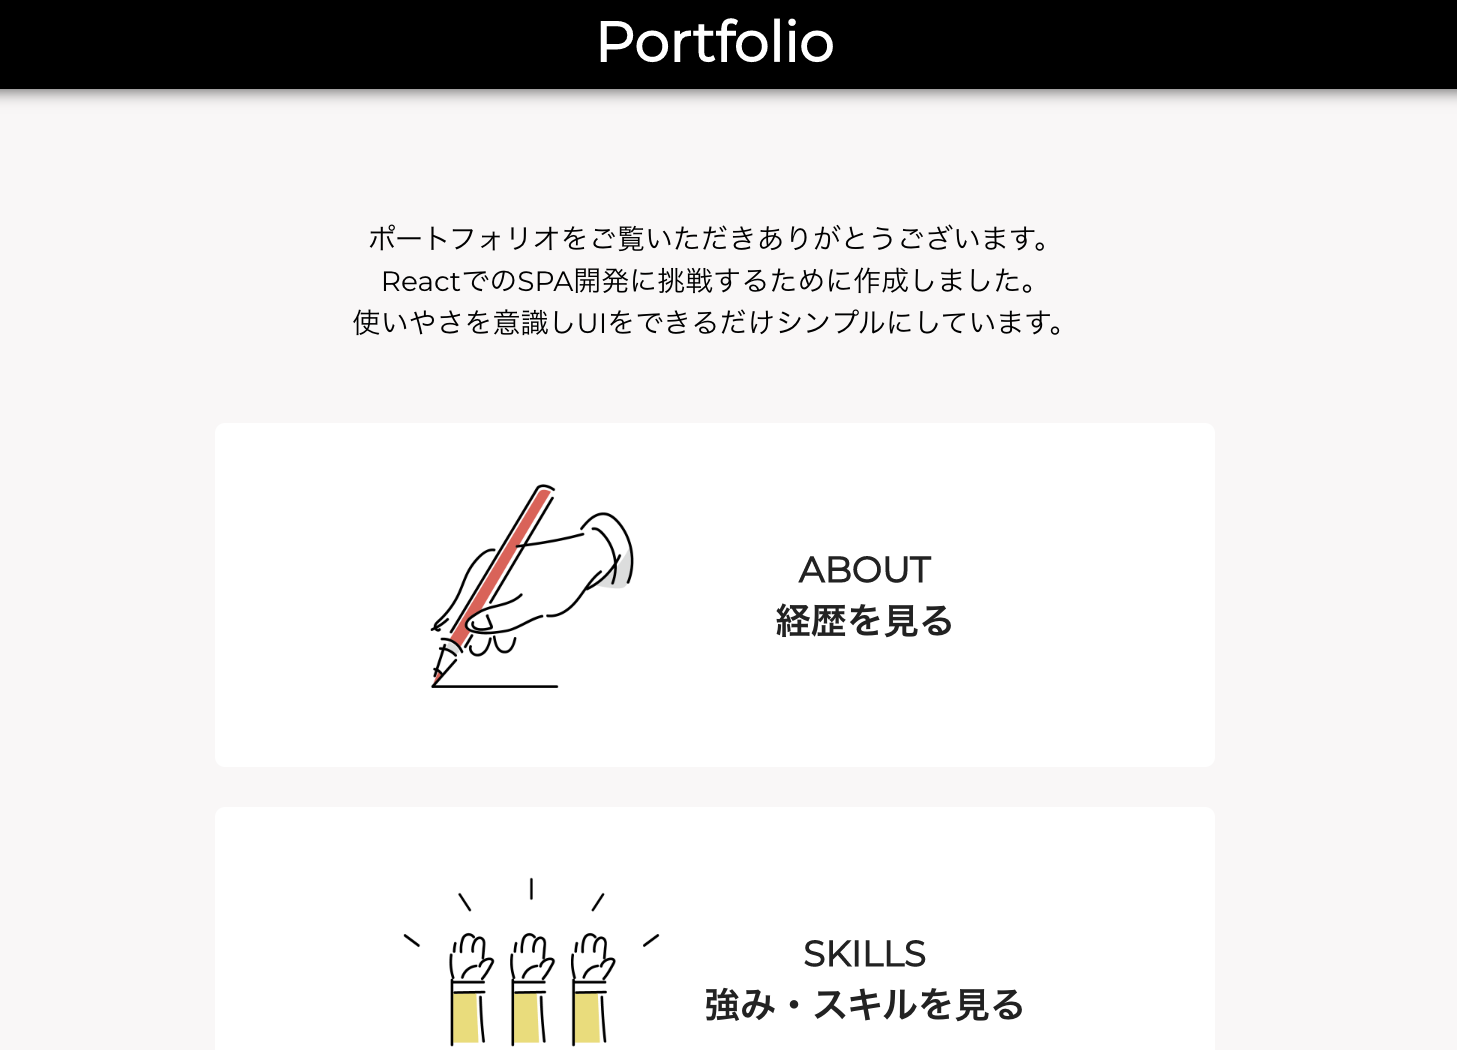 Portfolio
ポートフォリオをご覧いただきありがとうございます。
ReactでのSPA開発に挑戦するために作成しました。
使いやさを意識しUIをできるだけシンプルにしています。
ABOUT
経歴を見る
SKILLS
強み・スキルを見る